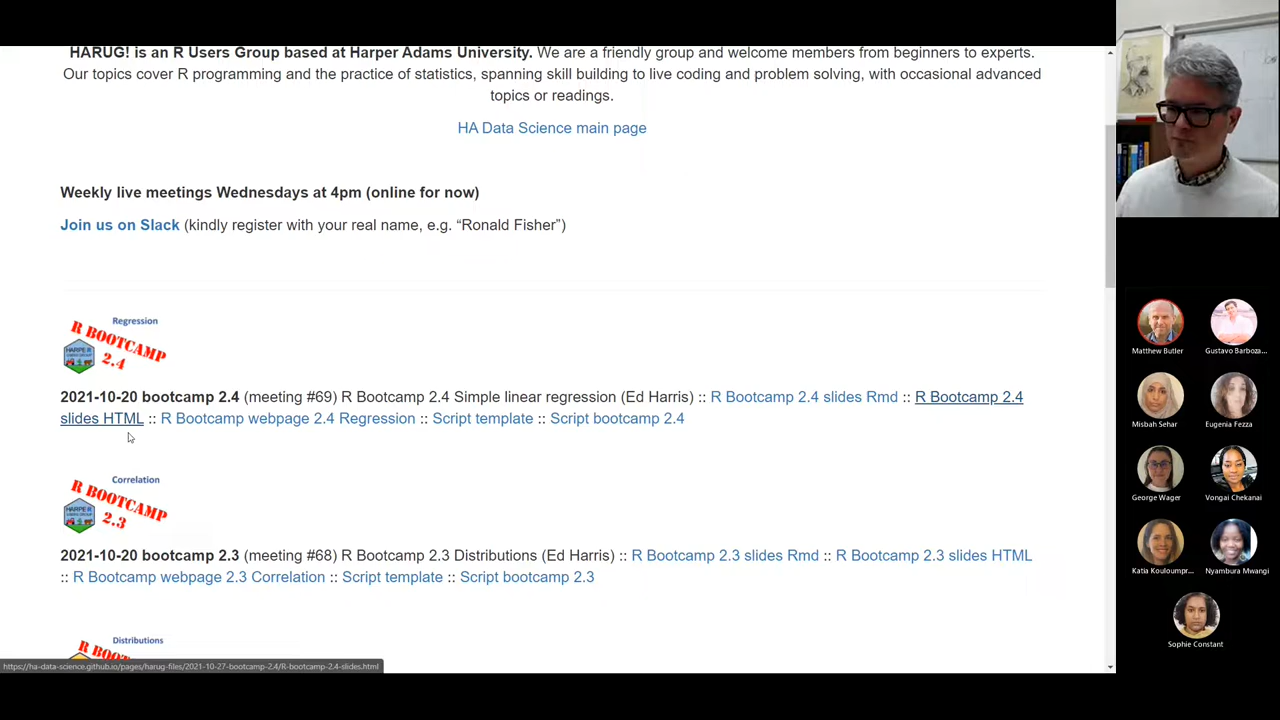 HARUG! is an R Users Group based at Harper Adams University. We are a friendly group and welcome members from beginners to experts.
Our topics cover R programming and the practice of statistics, spanning skill building to live coding and problem solving, with occasional advanced
topics or readings.
HA Data Science main page
Weekly live meetings Wednesdays at 4pm (online for now)
Join us on Slack (kindly register with your real name, e.g. “Ronald Fisher”)
Regression
R BOOTCAMP
2.4
2021-10-20 bootcamp 2.4 (meeting #69) R Bootcamp 2.4 Simple linear regression (Ed Harris) :: R Bootcamp 2.4 slides Rmd :: R Bootcamp 2.4
slides HTML :: R Bootcamp webpage 2.4 Regression :: Script template :: Script bootcamp 2.4
Correlation
R BOOTCAMP
2.3
2021-10-20 bootcamp 2.3 (meeting #68) R Bootcamp 2.3 Distributions (Ed Harris) :: R Bootcamp 2.3 slides Rmd :: R Bootcamp 2.3 slides HTML
:: R Bootcamp webpage 2.3 Correlation :: Script template :: Script bootcamp 2.3
Distributions
https://ha-data-science.github.io/pages/harug-files/2021-10-27-bootcamp-2.4/R-bootcamp-2.4-slides.html
Matthew Butler
Gustavo Barboza...
Misbah Sehar
Eugenia Fezza
George Wager
Vongai Chekanai
Katia Kouloumpr...
Nyambura Mwangi
Sophie Constant